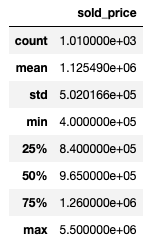 sold_price
count 1.010000e+03
mean 1.125490e+06
std 5.020166e+05
min 4.000000e+05
25% 8.400000e+05
50% 9.650000e+05
75% 1.260000e+06
max 5.500000e+06